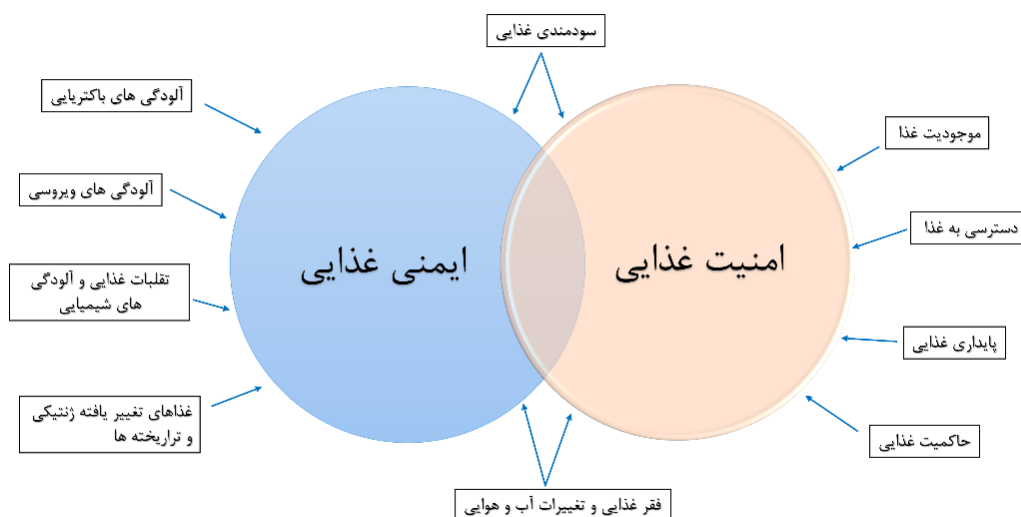 سودمندی غذایی
آلودگی های باکتریایی
موجودیت غذا
آلودگی های ویروسی
دسترسی به غذا
امنیت غذایی
ایمنی غذایی
تقلبات غذایی و آلودگی
های شیمیایی
پایداری غذایی
غذاهای تغییر یافته ژنتیکی
و تراریخته ها
حاکمیت غذایی
فقر غذایی و تغییرات آب و هوایی